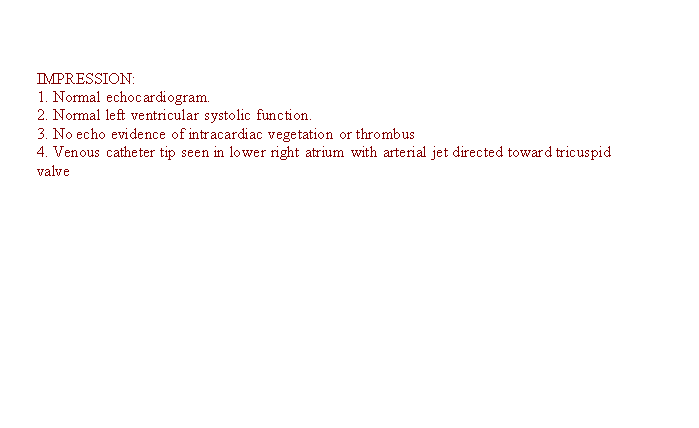 IMPRESSION:
1. Normal echocardiogram.
2. Normal left ventricular systolic function.
3. No echo evidence of intracardiac vegetation or thrombus
4. Venous catheter tip seen in lower right atrium with arterial jet directed toward tricuspid
valve